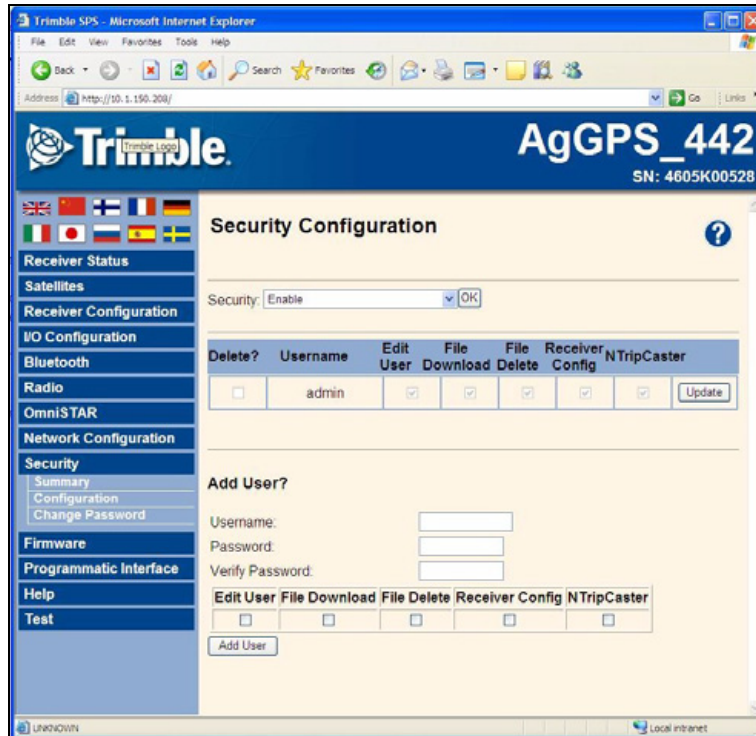 Trimble SPS - Microsoft Internet Explorer
File Edit View Favorites Tools Help
Back Search Favorites
Address http://10.1.150.208/ Go Links
Trimble.
Trimble Logo
AgGPS_442
SN: 4605K00528
Receiver Status
Satellites
Receiver Configuration
I/O Configuration
Bluetooth
Radio
OmniSTAR
Network Configuration
Security
Summary
Configuration
Change Password
Firmware
Programmatic Interface
Help
Test
Security Configuration
?
Security: Enable OK
Delete? Username Edit User File Download File Delete Receiver Config NTripCaster
admin Update
Add User?
Username:
Password:
Verify Password:
Edit User File Download File Delete Receiver Config NTripCaster
Add User
UNKNOWN Local intranet